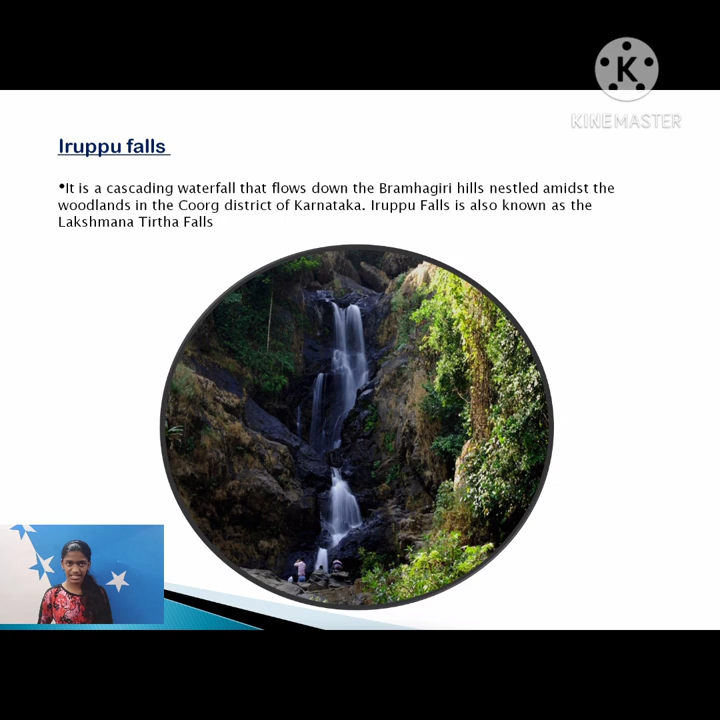 K
KINEMASTER
Iruppu falls
•It is a cascading waterfall that flows down the Bramhagiri hills nestled amidst the
woodlands in the Coorg district of Karnataka. Iruppu Falls is also known as the
Lakshmana Tirtha Falls